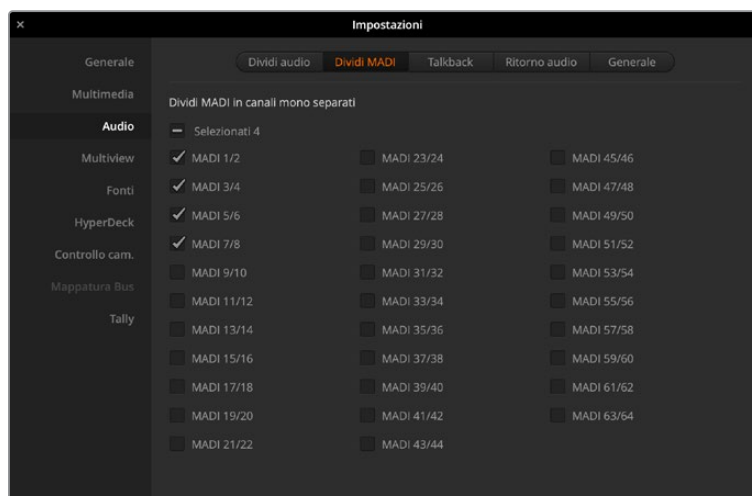 Impostazioni
Generale
Multimedia
Audio
Multiview
Fonti
HyperDeck
Controllo cam.
Mappatura Bus
Tally
Dividi audio Dividi MADI Talkback Ritorno audio Generale
Dividi MADI in canali mono separati
Selezionati 4
MADI 1/2 MADI 23/24 MADI 45/46
MADI 3/4 MADI 25/26 MADI 47/48
MADI 5/6 MADI 27/28 MADI 49/50
MADI 7/8 MADI 29/30 MADI 51/52
MADI 9/10 MADI 31/32 MADI 53/54
MADI 11/12 MADI 33/34 MADI 55/56
MADI 13/14 MADI 35/36 MADI 57/58
MADI 15/16 MADI 37/38 MADI 59/60
MADI 17/18 MADI 39/40 MADI 61/62
MADI 19/20 MADI 41/42 MADI 63/64
MADI 21/22 MADI 43/44